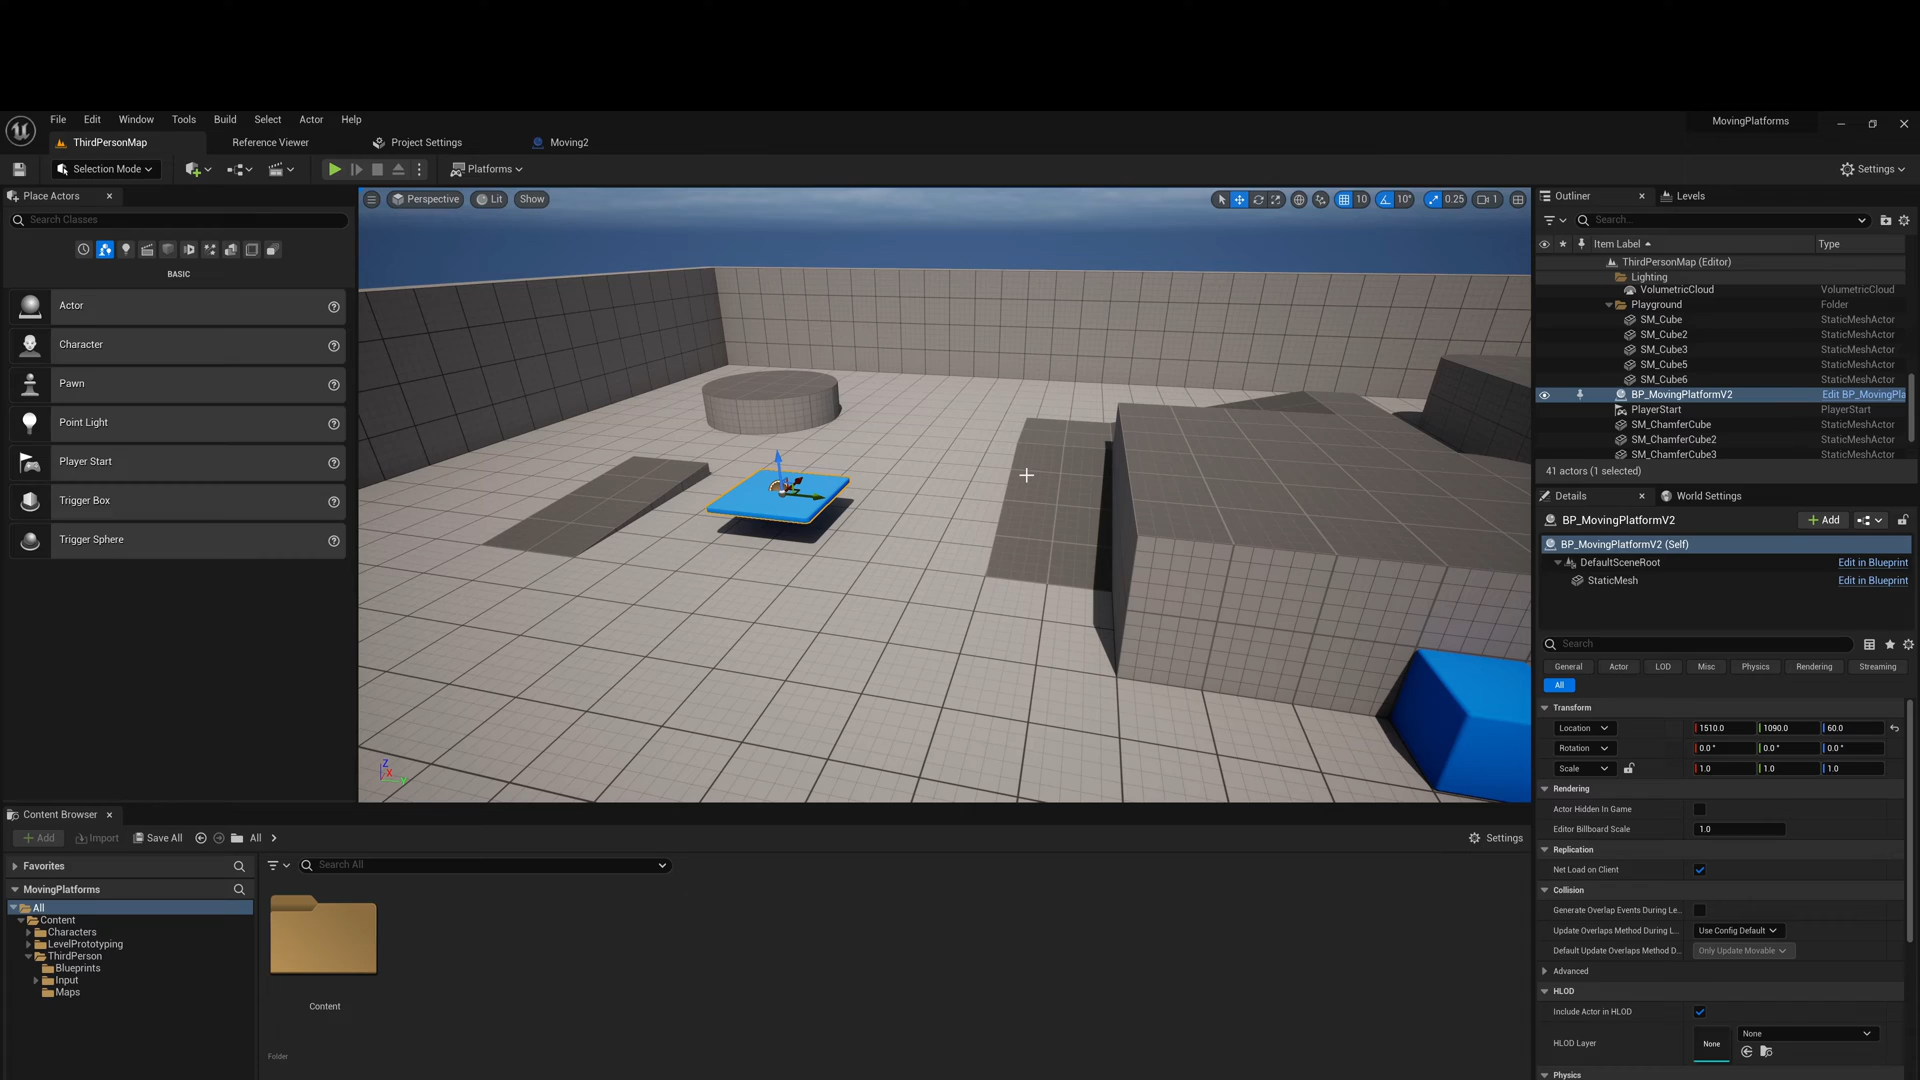 File Edit Window Tools Build Select Actor Help
MovingPlatforms
ThirdPersonMap
Reference Viewer
Project Settings
Moving2
Selection Mode
Platforms
Settings
Place Actors
Search Classes
BASIC
Actor
Character
Pawn
Point Light
Player Start
Trigger Box
Trigger Sphere
Perspective Lit Show
10 10° 0.25 1
Z
X
Y
Outliner
Levels
Search...
Item Label Type
ThirdPersonMap (Editor)
Lighting
VolumetricCloud VolumetricCloud
Playground Folder
SM_Cube StaticMeshActor
SM_Cube2 StaticMeshActor
SM_Cube3 StaticMeshActor
SM_Cube5 StaticMeshActor
SM_Cube6 StaticMeshActor
BP_MovingPlatformV2 Edit BP_MovingPla
PlayerStart PlayerStart
SM_ChamferCube StaticMeshActor
SM_ChamferCube2 StaticMeshActor
SM_ChamferCube3 StaticMeshActor
41 actors (1 selected)
Details
World Settings
BP_MovingPlatformV2
Add
BP_MovingPlatformV2 (Self)
DefaultSceneRoot Edit in Blueprint
StaticMesh Edit in Blueprint
Search
General Actor LOD Misc Physics Rendering Streaming
All
Transform
Location 1510.0 1090.0 60.0
Rotation 0.0 ° 0.0 ° 0.0 °
Scale 1.0 1.0 1.0
Rendering
Actor Hidden In Game
Editor Billboard Scale 1.0
Replication
Net Load on Client
Collision
Generate Overlap Events During Le...
Update Overlaps Method During L... Use Config Default
Default Update Overlaps Method D... Only Update Movable
Advanced
HLOD
Include Actor in HLOD
HLOD Layer None None
Physics
Content Browser
Add Import Save All All
Settings
Favorites
Search All
MovingPlatforms
All
Content
Characters
LevelPrototyping
ThirdPerson
Blueprints
Input
Maps
Content
Folder